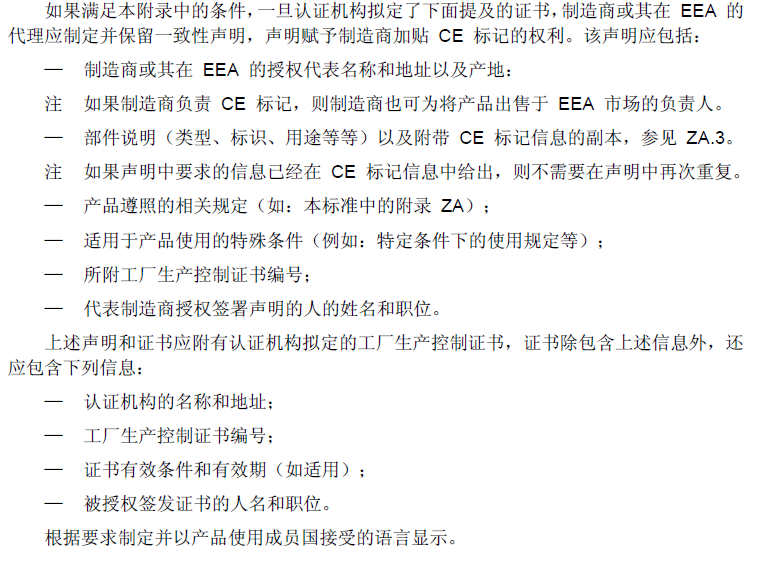 如果满足本附录中的条件，一旦认证机构拟定了下面提及的证书，制造商或其在 EEA 的
代理应制定并保留一致性声明，声明赋予制造商加贴 CE 标记的权利。该声明应包括：
— 制造商或其在 EEA 的授权代表名称和地址以及产地：
注 如果制造商负责 CE 标记，则制造商也可为将产品出售于 EEA 市场的负责人。
— 部件说明（类型、标识、用途等等）以及附带 CE 标记信息的副本，参见 ZA.3。
注 如果声明中要求的信息已经在 CE 标记信息中给出，则不需要在声明中再次重复。
— 产品遵照的相关规定（如：本标准中的附录 ZA）；
— 适用于产品使用的特殊条件（例如：特定条件下的使用规定等）；
— 所附工厂生产控制证书编号；
— 代表制造商授权签署声明的人的姓名和职位。
上述声明和证书应附有认证机构拟定的工厂生产控制证书，证书除包含上述信息外，还
应包含下列信息：
— 认证机构的名称和地址；
— 工厂生产控制证书编号；
— 证书有效条件和有效期（如适用）；
— 被授权签发证书的人名和职位。
根据要求制定并以产品使用成员国接受的语言显示。